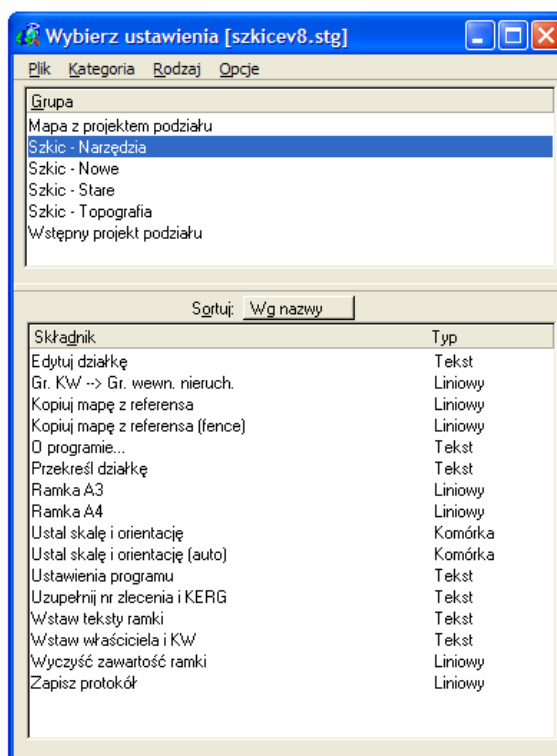 Wybierz ustawienia [szkicev8.stg]
Plik Kategoria Rodzaj Opcje
Grupa
Mapa z projektem podziału
Szkic - Narzędzia
Szkic - Nowe
Szkic - Stare
Szkic - Topografia
Wstępny projekt podziału
Sortuj: Wg nazwy
Składnik Typ
Edytuj działkę Tekst
Gr. KW --> Gr. wewn. nieruch. Liniowy
Kopiuj mapę z referensa Liniowy
Kopiuj mapę z referensa (fence) Liniowy
O programie... Tekst
Przekreśl działkę Tekst
Ramka A3 Liniowy
Ramka A4 Liniowy
Ustal skalę i orientację Komórka
Ustal skalę i orientację (auto) Komórka
Ustawienia programu Tekst
Uzupełnij nr zlecenia i KERG Tekst
Wstaw teksty ramki Tekst
Wstaw właściciela i KW Tekst
Wyczyść zawartość ramki Liniowy
Zapisz protokół Liniowy